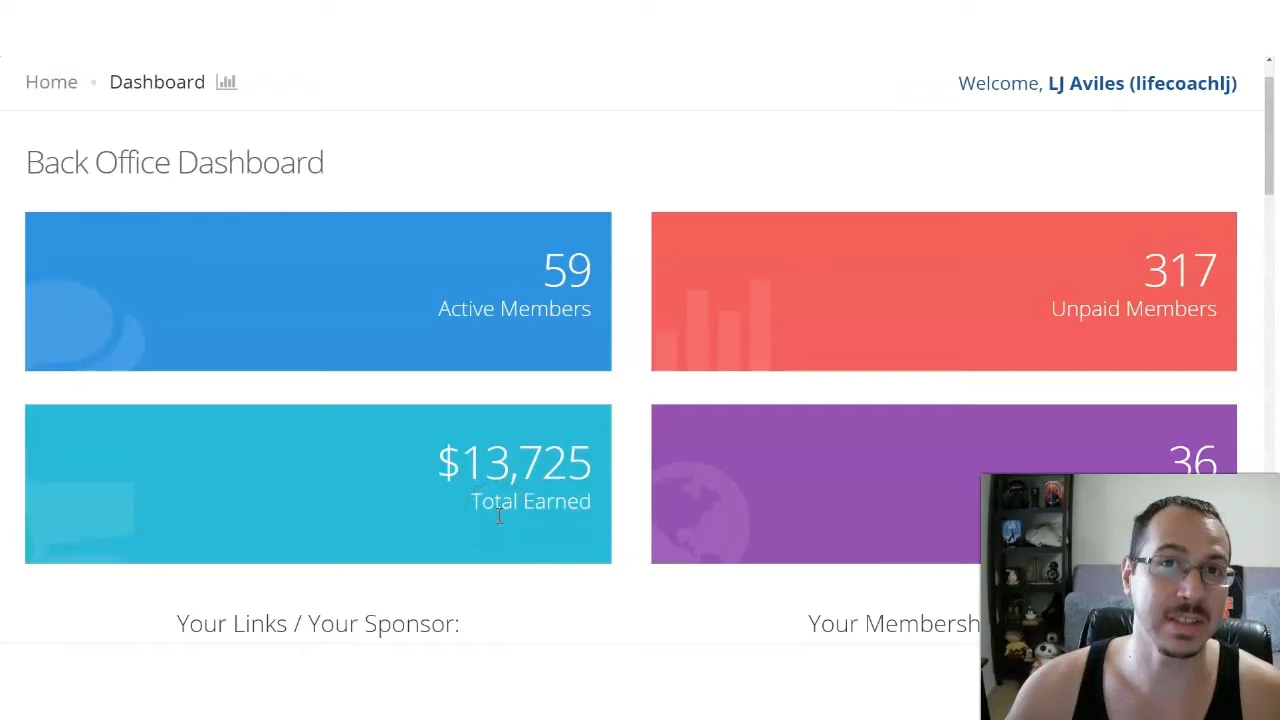 Home Dashboard
Welcome, LJ Aviles (lifecoachlj)
Back Office Dashboard
59
Active Members
317
Unpaid Members
$13,725
Total Earned
36
Your Links / Your Sponsor:
Your Membersh